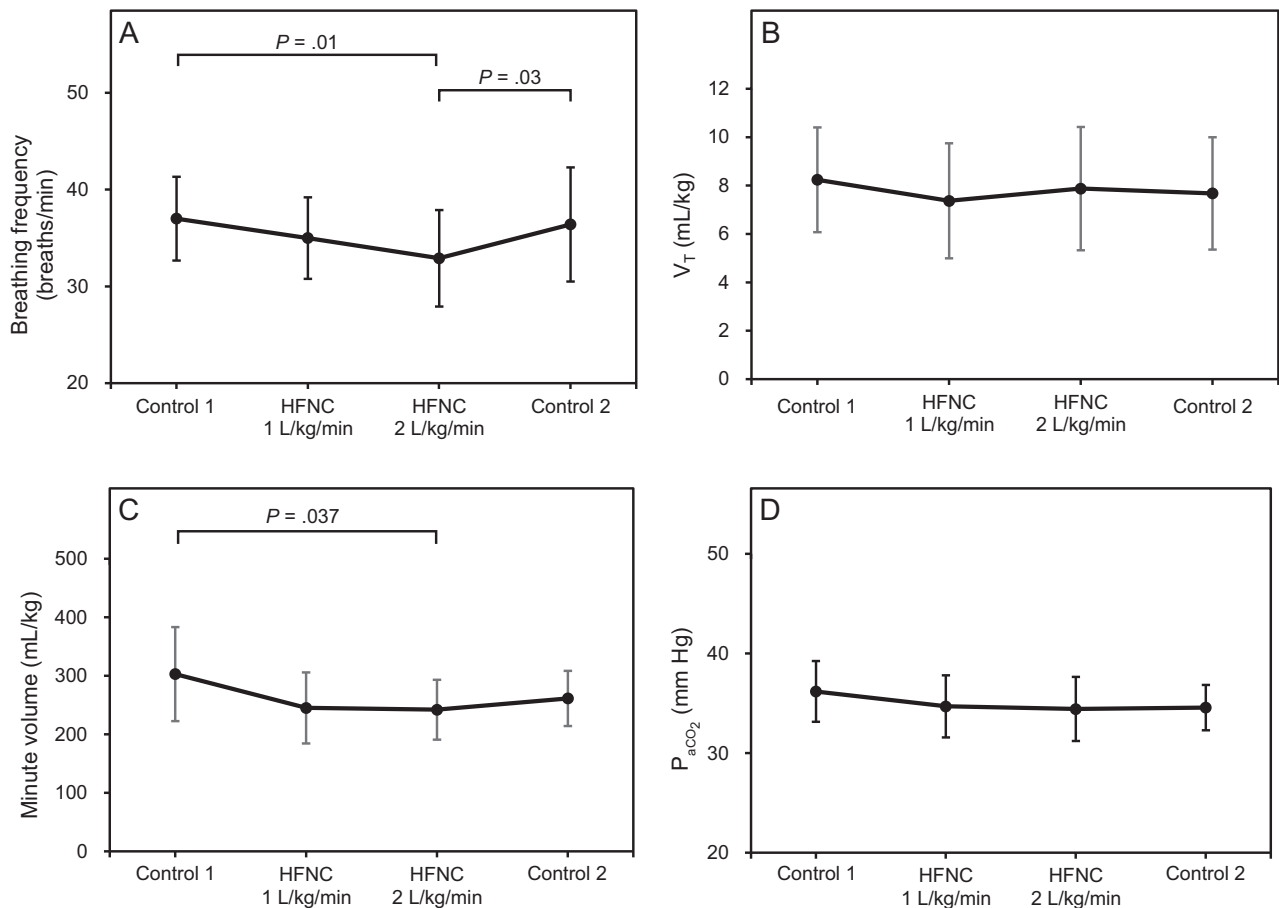 A
P = .01
P = .03
50
40
30
20
Breathing frequency
(breaths/min)
Control 1
HFNC
1 L/kg/min
HFNC
2 L/kg/min
Control 2
B
12
10
8
6
4
2
0
VT (mL/kg)
Control 1
HFNC
1 L/kg/min
HFNC
2 L/kg/min
Control 2
C
P = .037
500
400
300
200
100
0
Minute volume (mL/kg)
Control 1
HFNC
1 L/kg/min
HFNC
2 L/kg/min
Control 2
D
50
40
30
20
PaCO2 (mm Hg)
Control 1
HFNC
1 L/kg/min
HFNC
2 L/kg/min
Control 2